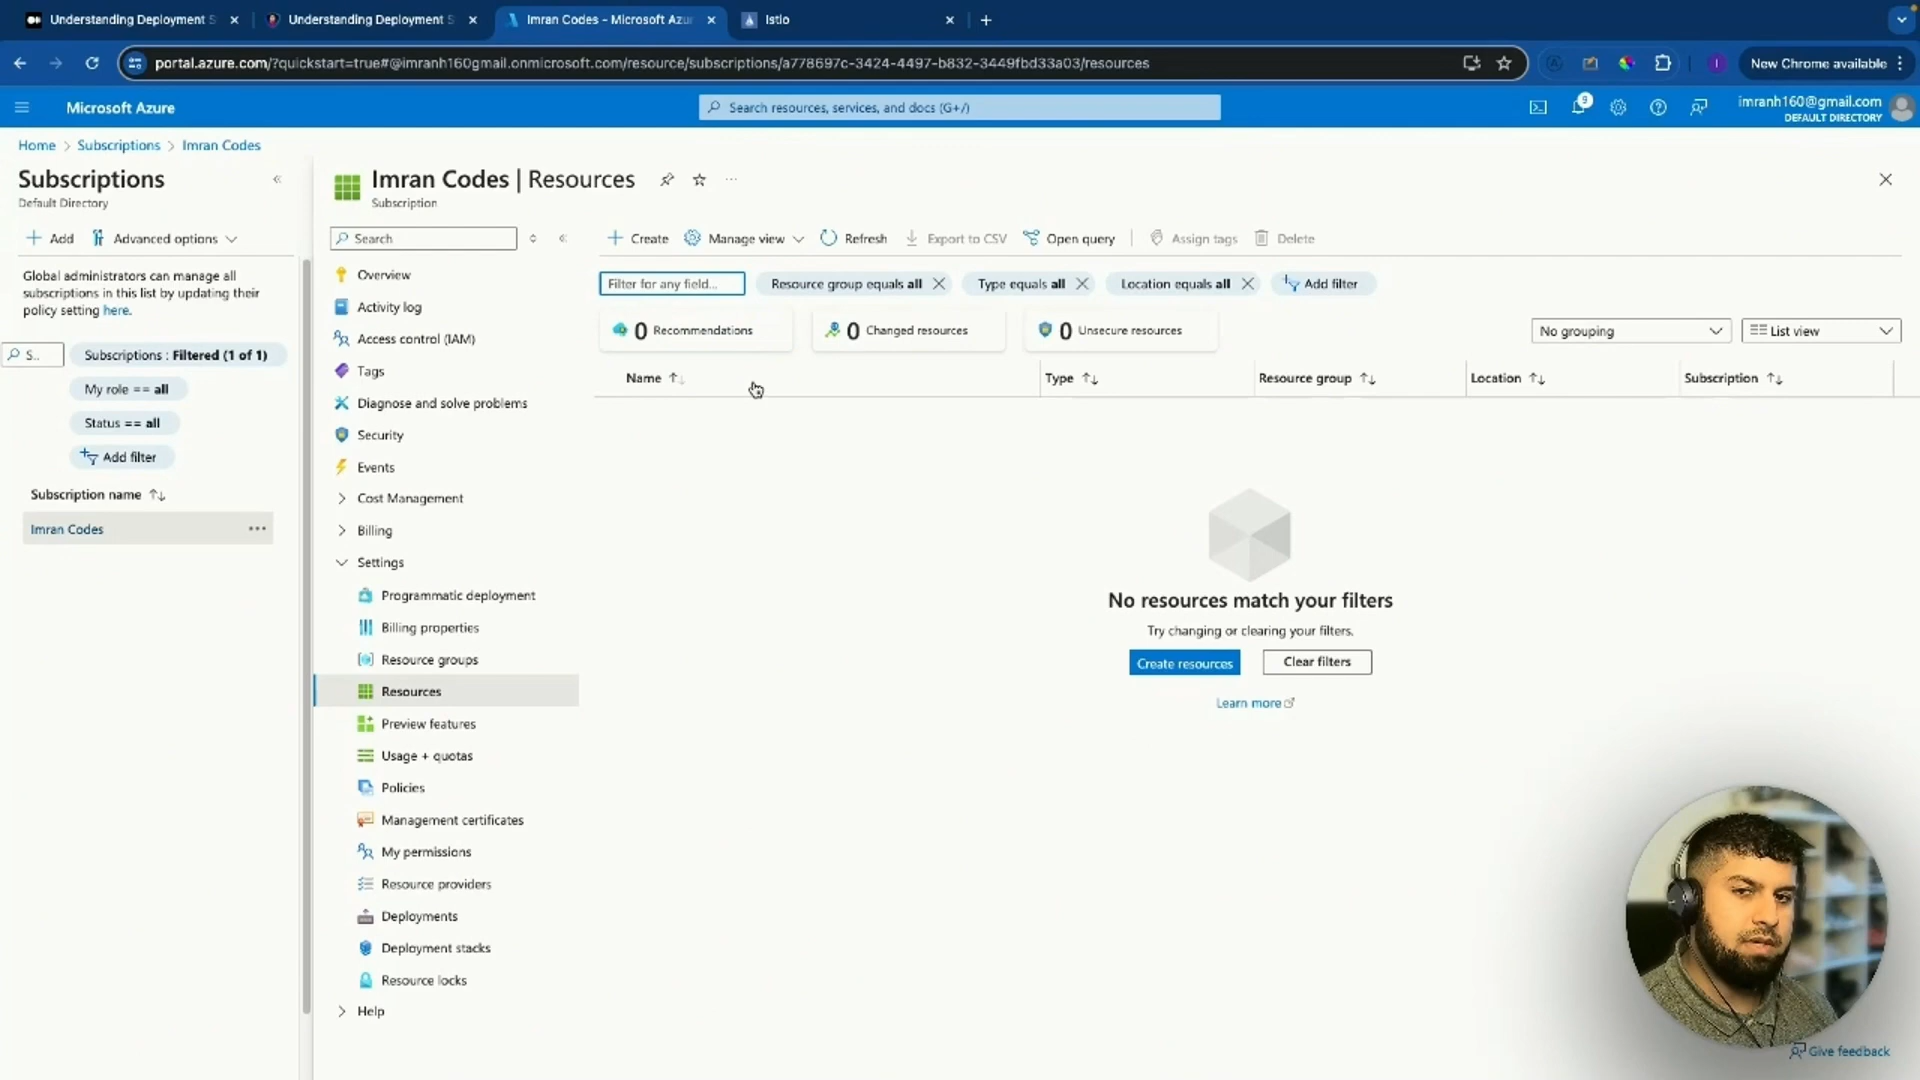 Understanding Deployment S
Understanding Deployment S
Imran Codes - Microsoft Azu
Istio
portal.azure.com/?quickstart=true#@imranh160gmail.onmicrosoft.com/resource/subscriptions/a778697c-3424-4497-b832-3449fbd33a03/resources
New Chrome available
Microsoft Azure
Search resources, services, and docs (G+/)
9
imranh160@gmail.com
DEFAULT DIRECTORY
Home > Subscriptions > Imran Codes
Subscriptions
Default Directory
Add
Advanced options
Global administrators can manage all
subscriptions in this list by updating their
policy setting here.
S..
Subscriptions : Filtered (1 of 1)
My role == all
Status == all
Add filter
Subscription name
Imran Codes
Imran Codes | Resources
Subscription
Search
Overview
Activity log
Access control (IAM)
Tags
Diagnose and solve problems
Security
Events
Cost Management
Billing
Settings
Programmatic deployment
Billing properties
Resource groups
Resources
Preview features
Usage + quotas
Policies
Management certificates
My permissions
Resource providers
Deployments
Deployment stacks
Resource locks
Help
Create
Manage view
Refresh
Export to CSV
Open query
Assign tags
Delete
Filter for any field...
Resource group equals all
Type equals all
Location equals all
Add filter
0 Recommendations
0 Changed resources
0 Unsecure resources
No grouping
List view
Name
Type
Resource group
Location
Subscription
No resources match your filters
Try changing or clearing your filters.
Create resources
Clear filters
Learn more
Give feedback